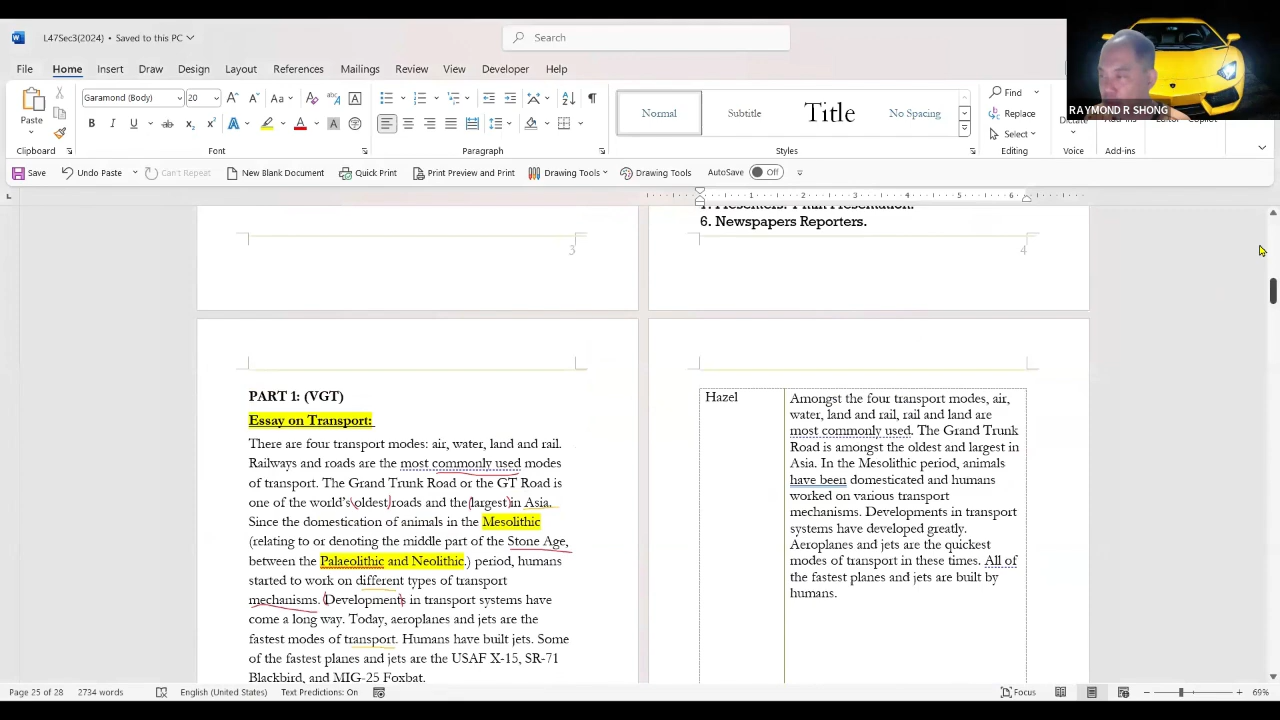 L47Sec3(2024) • Saved to this PC
Search
RAYMOND R SHONG
File Home Insert Draw Design Layout References Mailings Review View Developer Help
Garamond (Body) 20 Aa
Paste
B I U ab
Normal Subtitle Title No Spacing
Find
Replace
Select
Dictate
Clipboard Font Paragraph Styles Editing Voice Add-ins
Save Undo Paste Can't Repeat New Blank Document Quick Print Print Preview and Print Drawing Tools Drawing Tools AutoSave Off
1 2 3 4 5 6
6. Newspapers Reporters.
3
4
PART 1: (VGT)
Essay on Transport:
There are four transport modes: air, water, land and rail.
Railways and roads are the most commonly used modes
of transport. The Grand Trunk Road or the GT Road is
one of the world's oldest roads and the largest in Asia.
Since the domestication of animals in the Mesolithic
(relating to or denoting the middle part of the Stone Age,
between the Palaeolithic and Neolithic.) period, humans
started to work on different types of transport
mechanisms. Developments in transport systems have
come a long way. Today, aeroplanes and jets are the
fastest modes of transport. Humans have built jets. Some
of the fastest planes and jets are the USAF X-15, SR-71
Blackbird, and MIG-25 Foxbat.
Hazel
Amongst the four transport modes, air,
water, land and rail, rail and land are
most commonly used. The Grand Trunk
Road is amongst the oldest and largest in
Asia. In the Mesolithic period, animals
have been domesticated and humans
worked on various transport
mechanisms. Developments in transport
systems have developed greatly.
Aeroplanes and jets are the quickest
modes of transport in these times. All of
the fastest planes and jets are built by
humans.
Page 25 of 28 2734 words English (United States) Text Predictions: On Focus 69%